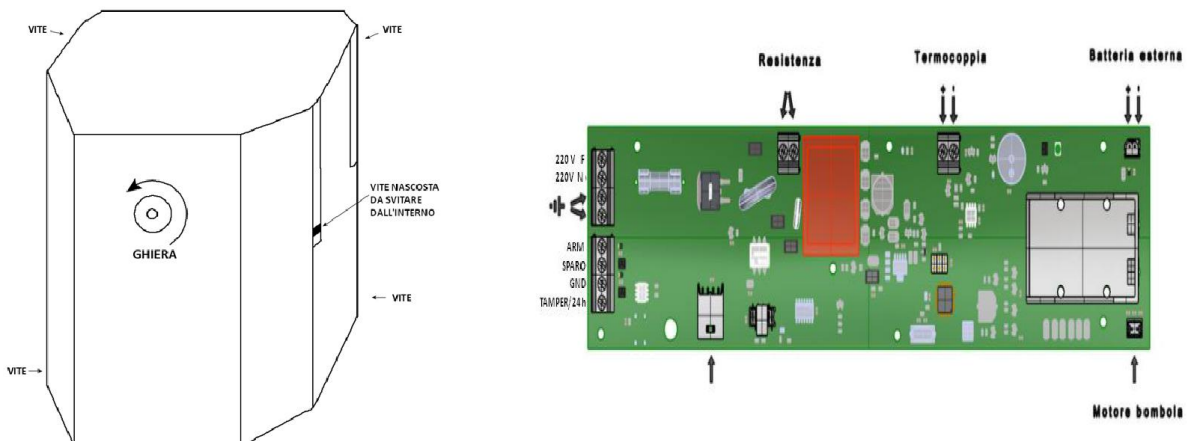 VITE
VITE
VITE NASCOSTA
DA SVITARE
DALL'INTERNO
GHIERA
VITE
VITE
Resistenza
Termocoppia
+ -
Batteria esterna
+ -
220 V F
220V N
ARM
SPARO
GND
TAMPER/24h
Motore bombola